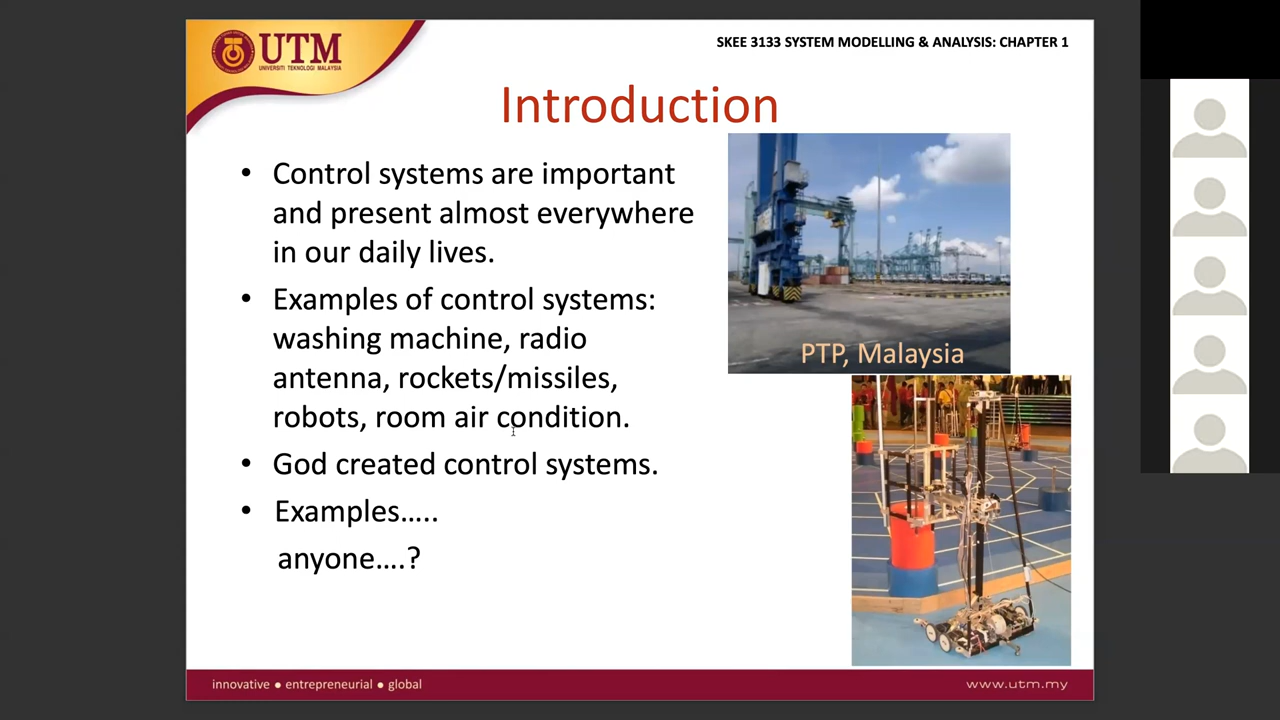 UTM
UNIVERSITI TEKNOLOGI MALAYSIA
SKEE 3133 SYSTEM MODELLING & ANALYSIS: CHAPTER 1
Introduction
• Control systems are important
and present almost everywhere
in our daily lives.
• Examples of control systems:
washing machine, radio
antenna, rockets/missiles,
robots, room air condition.
• God created control systems.
• Examples…..
anyone….?
PTP, Malaysia
innovative ● entrepreneurial ● global
www.utm.my